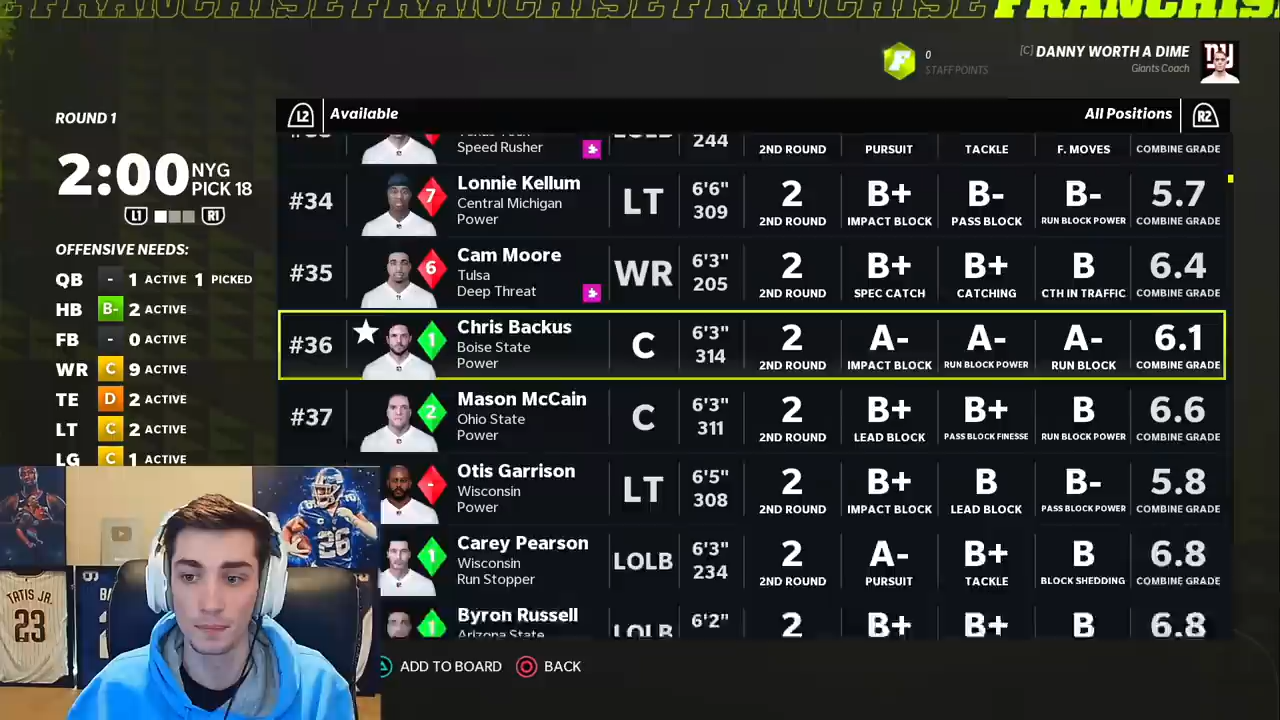 FRANCHISE FRANCHISE FRANCHISE FRANCHISE FRANCHISE
0
STAFF POINTS
[C] DANNY WORTH A DIME
Giants Coach
ROUND 1
2:00 NYG PICK 18
L1 R1
OFFENSIVE NEEDS:
QB - 1 ACTIVE 1 PICKED
HB B- 2 ACTIVE
FB - 0 ACTIVE
WR C 9 ACTIVE
TE D 2 ACTIVE
LT C 2 ACTIVE
LG C 1 ACTIVE
L2 Available All Positions R2
Speed Rusher 244 2ND ROUND PURSUIT TACKLE F. MOVES COMBINE GRADE
#34 7 Lonnie Kellum LT 6'6" 2 B+ B- B- 5.7
Central Michigan 309 2ND ROUND IMPACT BLOCK PASS BLOCK RUN BLOCK POWER COMBINE GRADE
Power
#35 6 Cam Moore WR 6'3" 2 B+ B+ B 6.4
Tulsa 205 2ND ROUND SPEC CATCH CATCHING CTH IN TRAFFIC COMBINE GRADE
Deep Threat
#36 1 Chris Backus C 6'3" 2 A- A- A- 6.1
Boise State 314 2ND ROUND IMPACT BLOCK RUN BLOCK POWER RUN BLOCK COMBINE GRADE
Power
#37 2 Mason McCain C 6'3" 2 B+ B+ B 6.6
Ohio State 311 2ND ROUND LEAD BLOCK PASS BLOCK FINESSE RUN BLOCK POWER COMBINE GRADE
Power
- Otis Garrison LT 6'5" 2 B+ B B- 5.8
Wisconsin 308 2ND ROUND IMPACT BLOCK LEAD BLOCK PASS BLOCK POWER COMBINE GRADE
Power
1 Carey Pearson LOLB 6'3" 2 A- B+ B 6.8
Wisconsin 234 2ND ROUND PURSUIT TACKLE BLOCK SHEDDING COMBINE GRADE
Run Stopper
1 Byron Russell LOLB 6'2" 2 B+ B+ B 6.8
Arizona State
ADD TO BOARD BACK
TATIS JR.
23
26